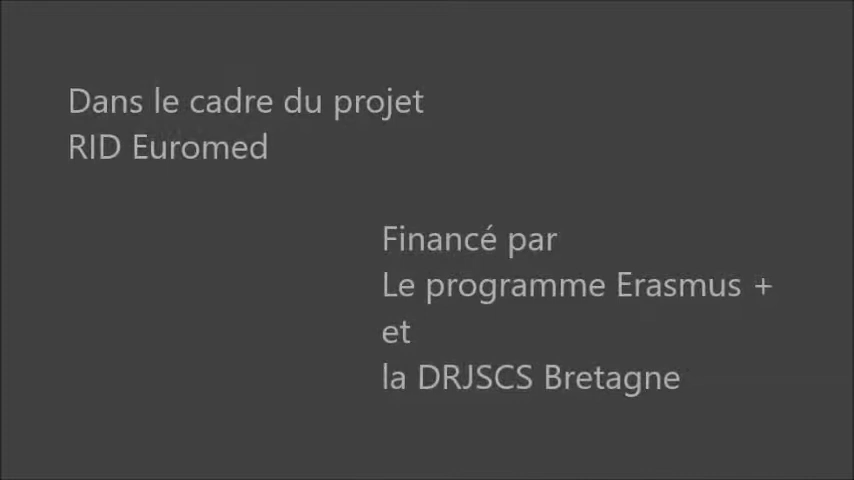 Dans le cadre du projet
RID Euromed
Financé par
Le programme Erasmus +
et
la DRJSCS Bretagne